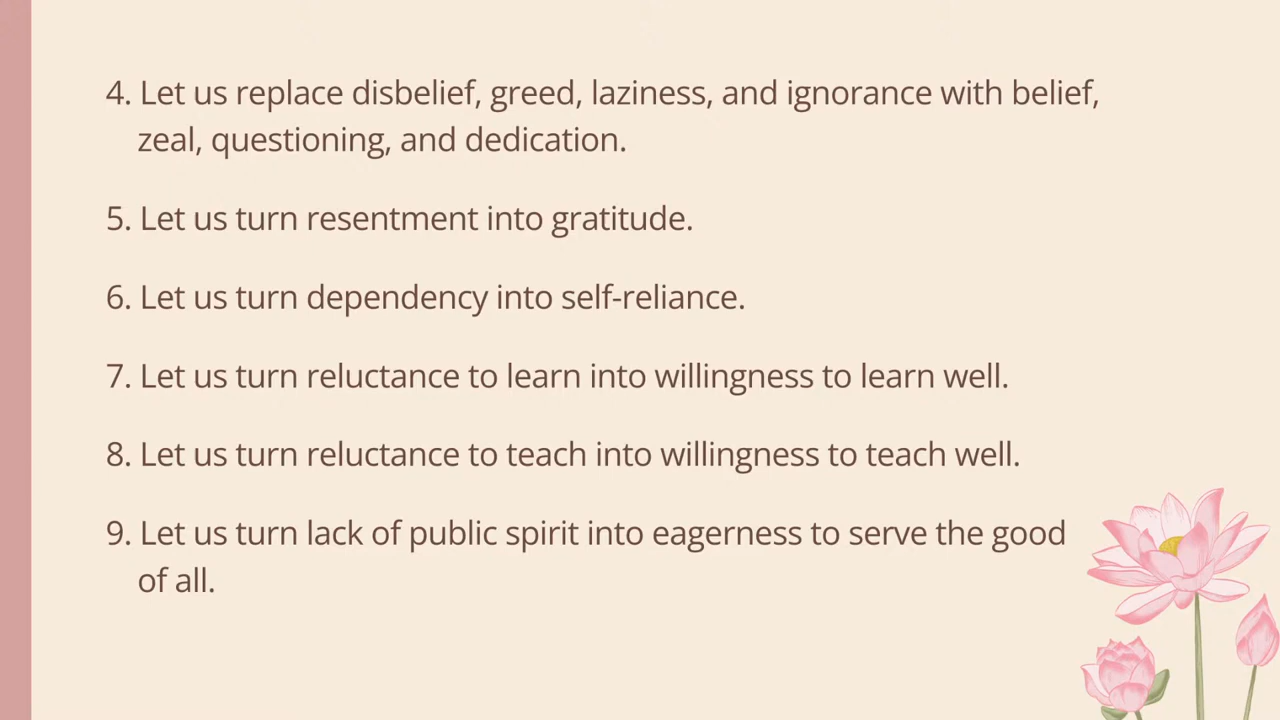 4. Let us replace disbelief, greed, laziness, and ignorance with belief,
zeal, questioning, and dedication.
5. Let us turn resentment into gratitude.
6. Let us turn dependency into self-reliance.
7. Let us turn reluctance to learn into willingness to learn well.
8. Let us turn reluctance to teach into willingness to teach well.
9. Let us turn lack of public spirit into eagerness to serve the good
of all.